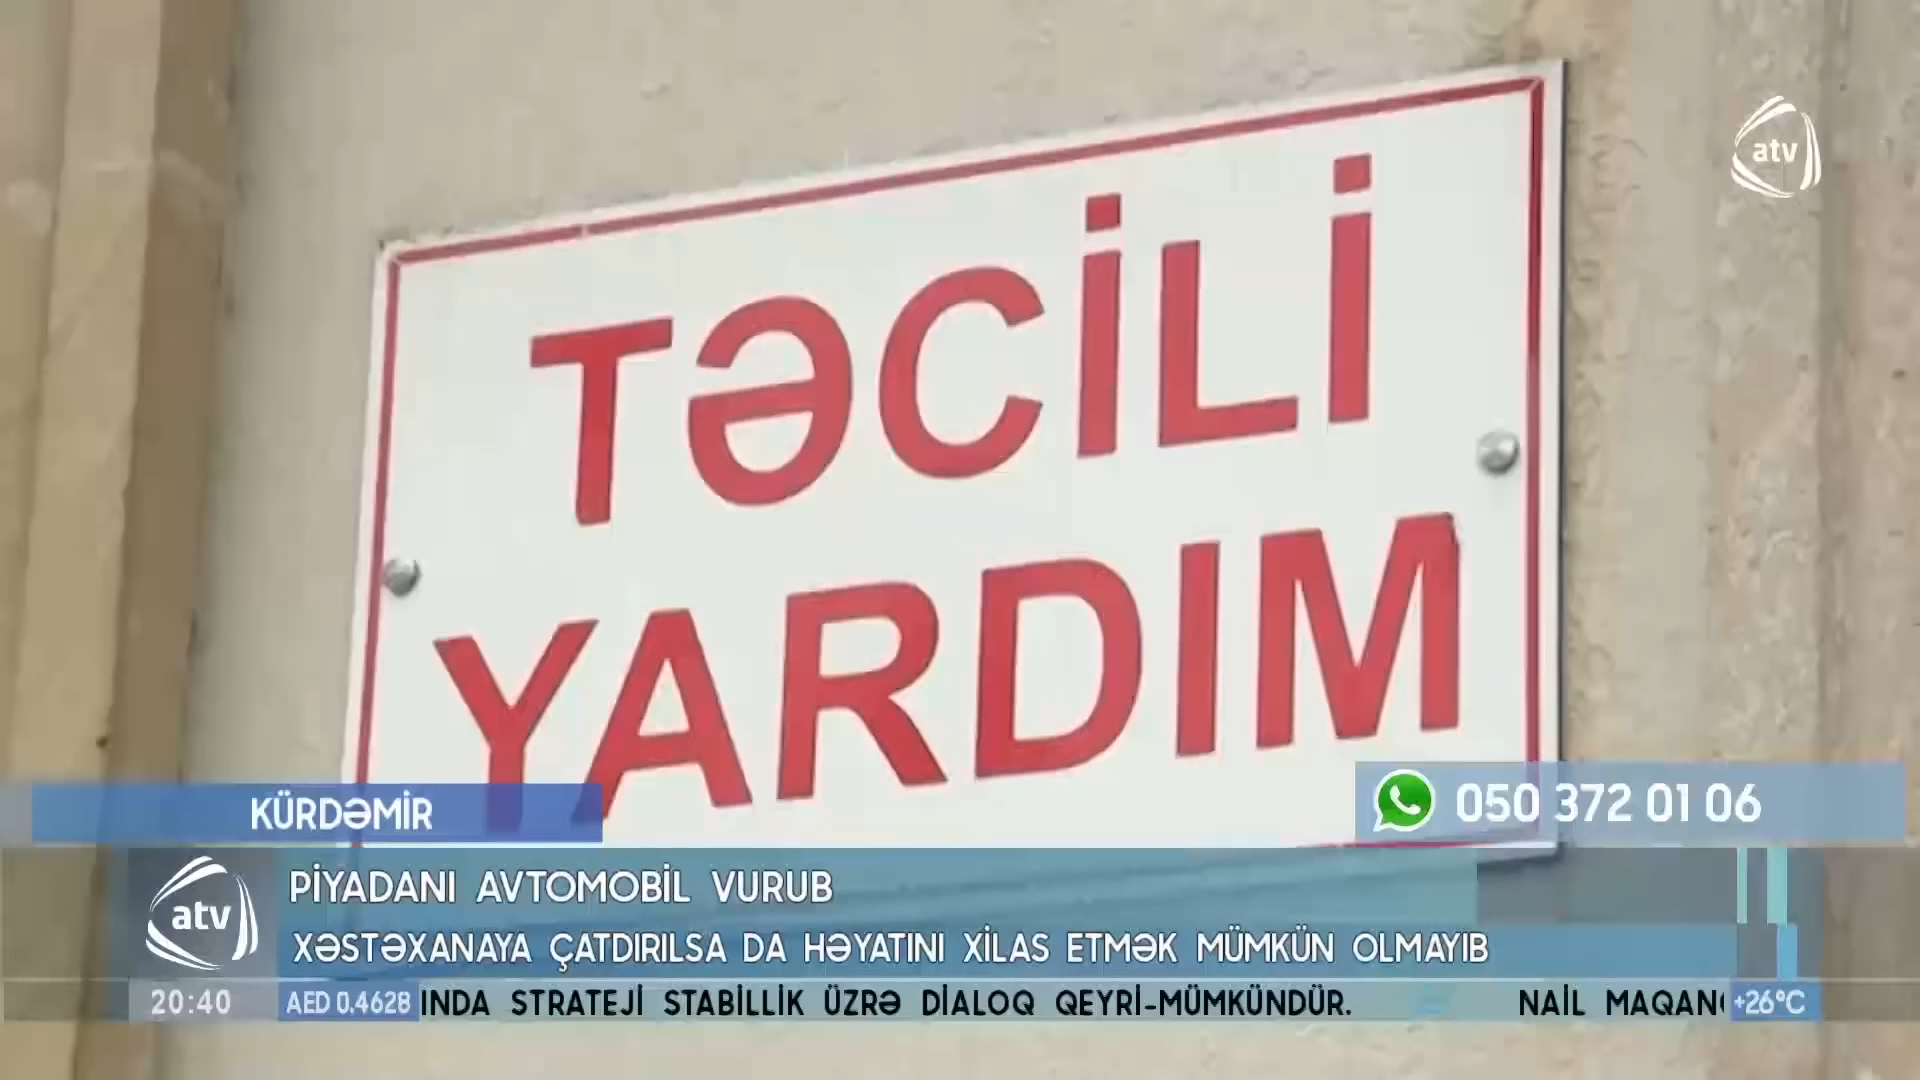 atv
TƏCİLİ
YARDIM
KÜRDƏMİR
050 372 01 06
atv
PİYADANI AVTOMOBİL VURUB
XƏSTƏXANAYA ÇATDIRILSA DA HƏYATINI XİLAS ETMƏK MÜMKÜN OLMAYIB
20:40 AED 0.4628 INDA STRATEJİ STABİLLİK ÜZRƏ DİALOQ QEYRİ-MÜMKÜNDÜR. NAİL +26°C